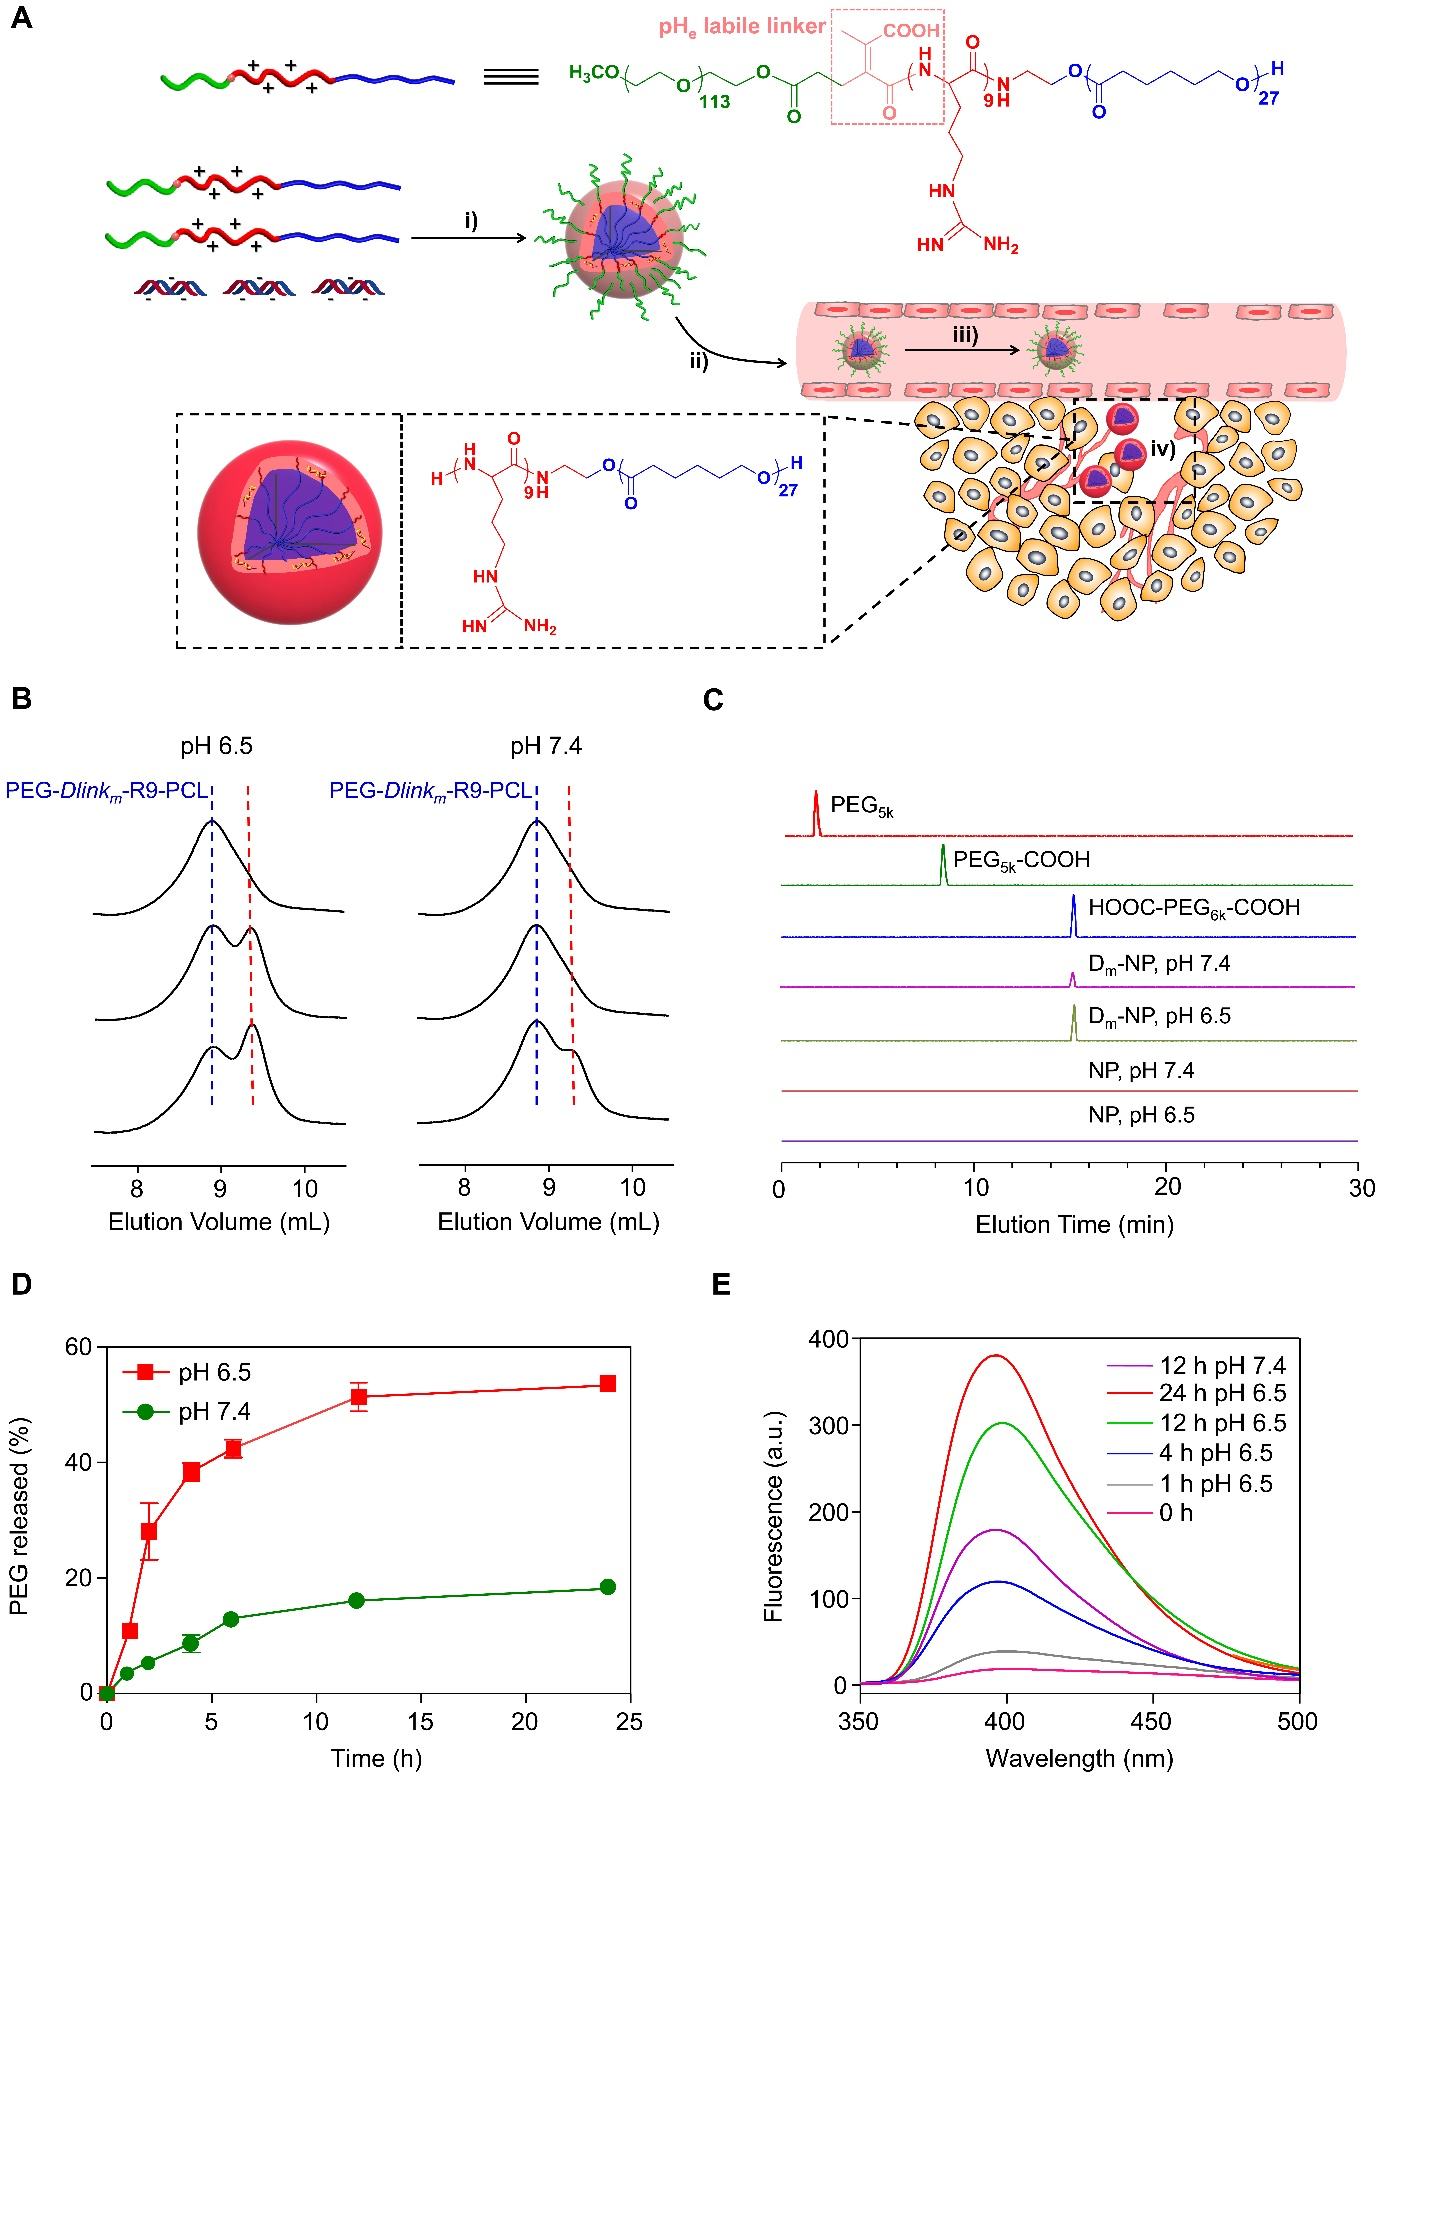 A
pHe labile linker
COOH
H
N
O
H3CO
O
113
O
O
O
9
N
H
O
O
O
H
27
HN
HN
NH2
+ + + +
+ + + +
+ + + +
- - - - - - - - -
i)
ii)
iii)
iv)
H
H
N
O
9
N
H
O
O
O
H
27
HN
HN
NH2
B
pH 6.5 pH 7.4
PEG-Dlinkm-R9-PCL PEG-Dlinkm-R9-PCL
8 9 10 8 9 10
Elution Volume (mL) Elution Volume (mL)
C
PEG5k
PEG5k-COOH
HOOC-PEG6k-COOH
Dm-NP, pH 7.4
Dm-NP, pH 6.5
NP, pH 7.4
NP, pH 6.5
0 10 20 30
Elution Time (min)
D
PEG released (%)
60
40
20
0
pH 6.5
pH 7.4
0 5 10 15 20 25
Time (h)
E
Fluorescence (a.u.)
400
300
200
100
0
12 h pH 7.4
24 h pH 6.5
12 h pH 6.5
4 h pH 6.5
1 h pH 6.5
0 h
350 400 450 500
Wavelength (nm)